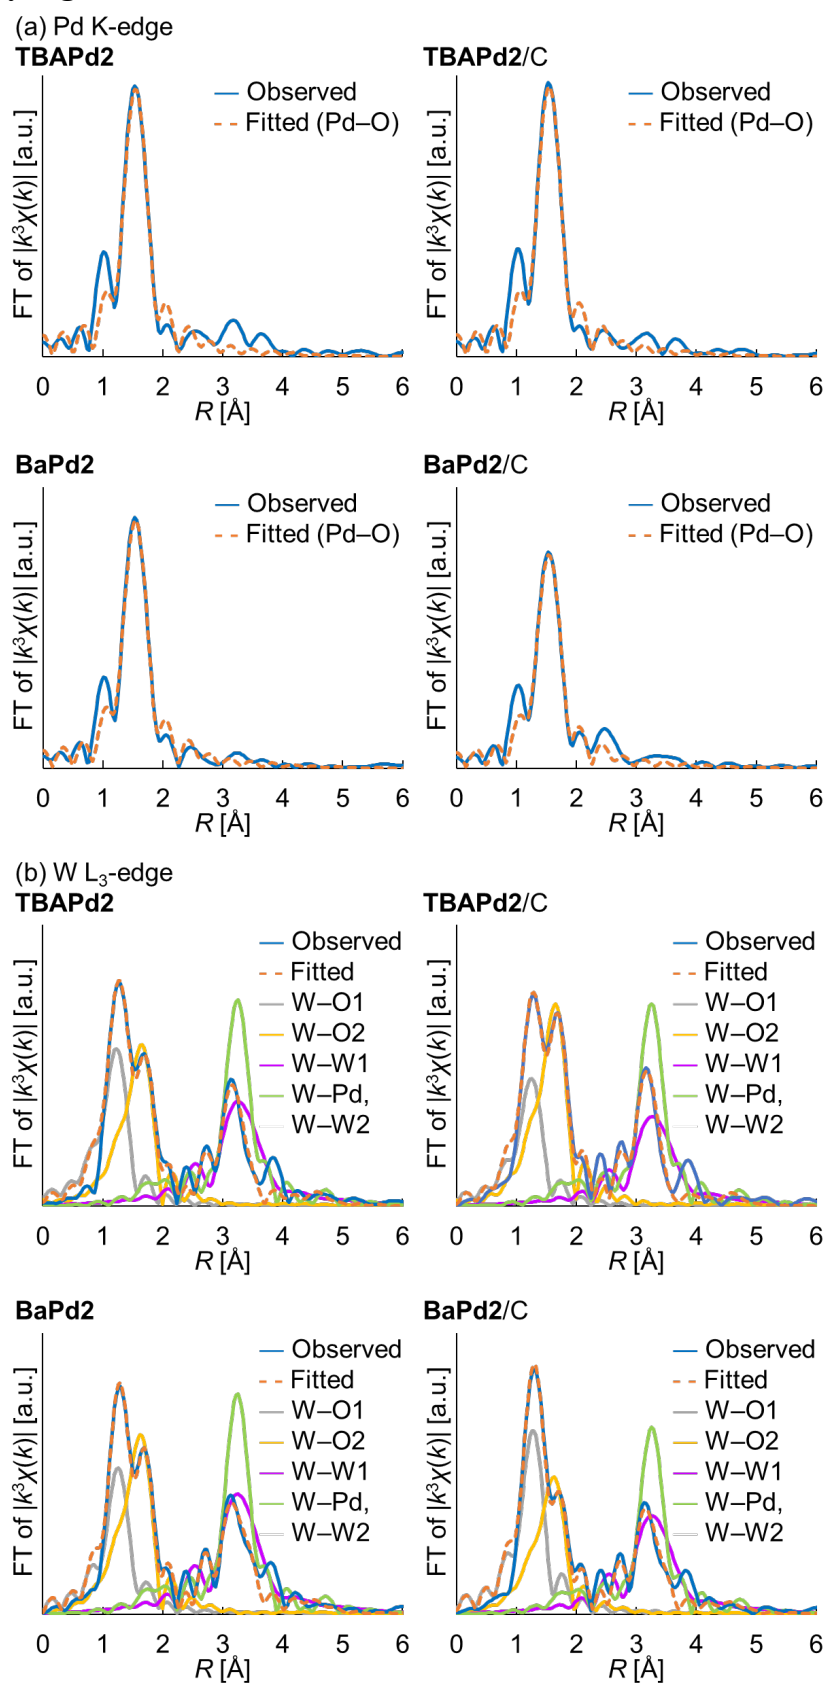 (a) Pd K-edge
TBAPd2
FT of |k³χ(k)| [a.u.]
Observed
Fitted (Pd–O)
0 1 2 3 4 5 6
R [Å]
TBAPd2/C
FT of |k³χ(k)| [a.u.]
Observed
Fitted (Pd–O)
0 1 2 3 4 5 6
R [Å]
BaPd2
FT of |k³χ(k)| [a.u.]
Observed
Fitted (Pd–O)
0 1 2 3 4 5 6
R [Å]
BaPd2/C
FT of |k³χ(k)| [a.u.]
Observed
Fitted (Pd–O)
0 1 2 3 4 5 6
R [Å]
(b) W L₃-edge
TBAPd2
FT of |k³χ(k)| [a.u.]
Observed
Fitted
W–O1
W–O2
W–W1
W–Pd,
W–W2
0 1 2 3 4 5 6
R [Å]
TBAPd2/C
FT of |k³χ(k)| [a.u.]
Observed
Fitted
W–O1
W–O2
W–W1
W–Pd,
W–W2
0 1 2 3 4 5 6
R [Å]
BaPd2
FT of |k³χ(k)| [a.u.]
Observed
Fitted
W–O1
W–O2
W–W1
W–Pd,
W–W2
0 1 2 3 4 5 6
R [Å]
BaPd2/C
FT of |k³χ(k)| [a.u.]
Observed
Fitted
W–O1
W–O2
W–W1
W–Pd,
W–W2
0 1 2 3 4 5 6
R [Å]